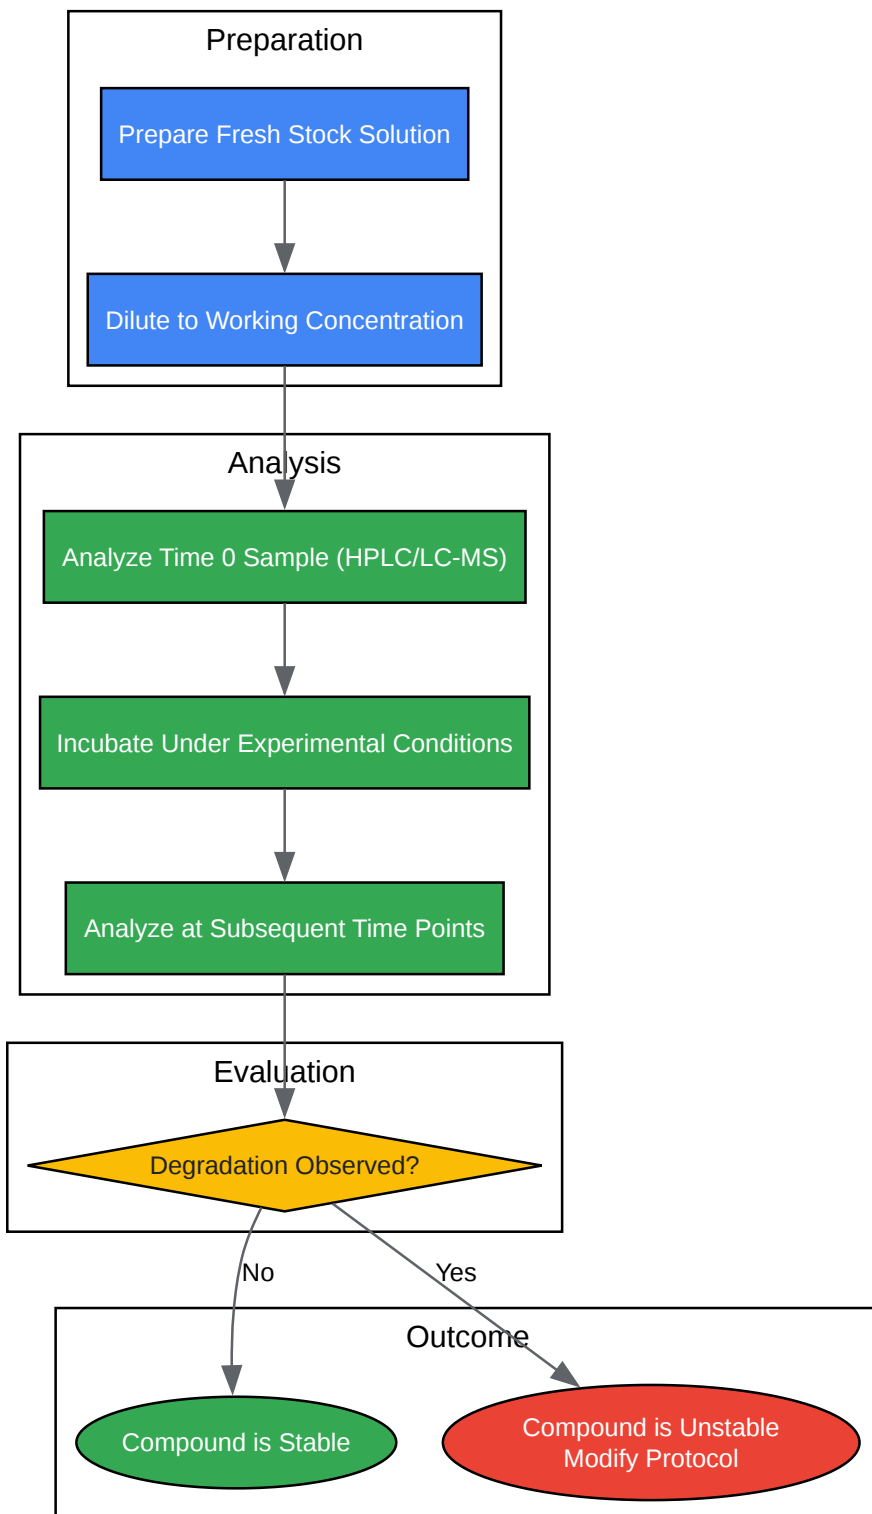 Preparation
Prepare Fresh Stock Solution
Dilute to Working Concentration
Analysis
Analyze Time 0 Sample (HPLC/LC-MS)
Incubate Under Experimental Conditions
Analyze at Subsequent Time Points
Evaluation
Degradation Observed?
No
Yes
Outcome
Compound is Stable
Compound is Unstable
Modify Protocol